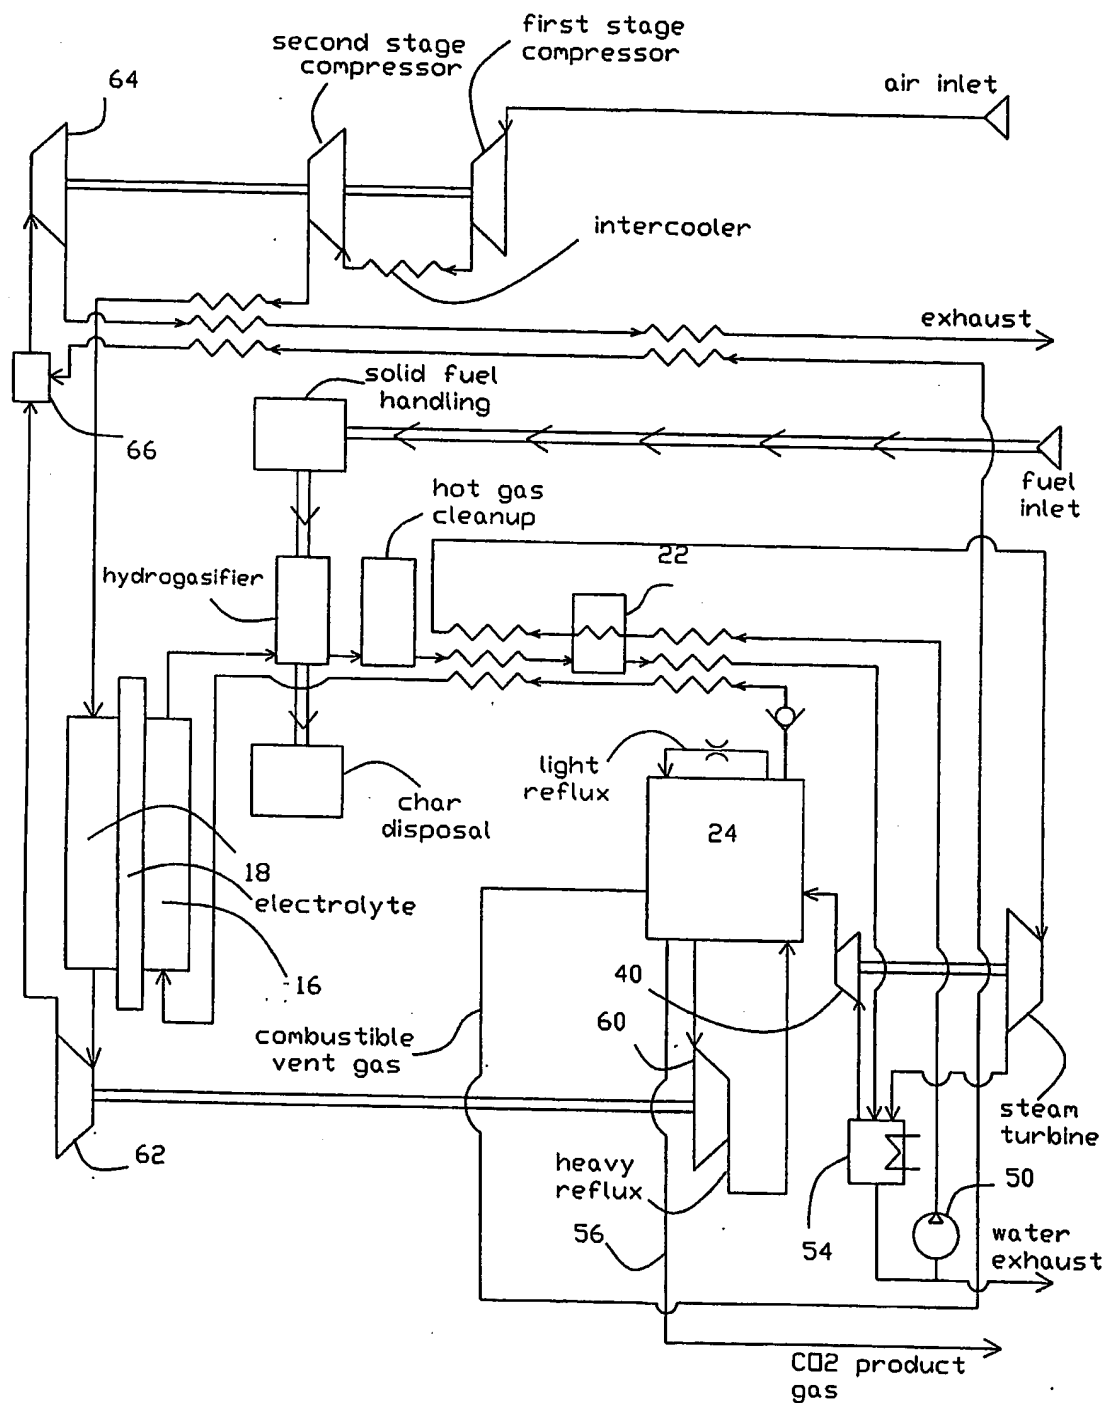 first stage
compressor
second stage
compressor
64
air inlet
intercooler
exhaust
solid fuel
handling
66
fuel
inlet
hot gas
cleanup
22
hydrogasifier
light
reflux
char
disposal
24
18
electrolyte
16
40
combustible
vent gas
60
steam
turbine
62
heavy
reflux
50
56
54
water
exhaust
CO2 product
gas